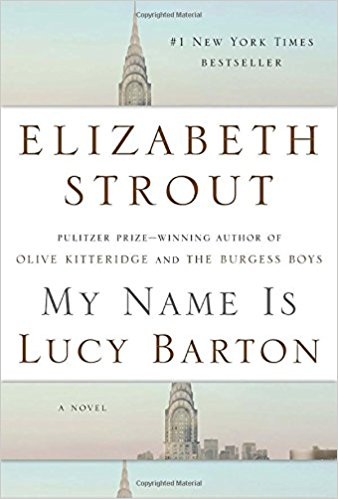 Copyrighted Material
#1 NEW YORK TIMES
BESTSELLER
ELIZABETH
STROUT
PULITZER PRIZE–WINNING AUTHOR OF
OLIVE KITTERIDGE AND THE BURGESS BOYS
MY NAME IS
LUCY BARTON
A NOVEL
Copyrighted Material